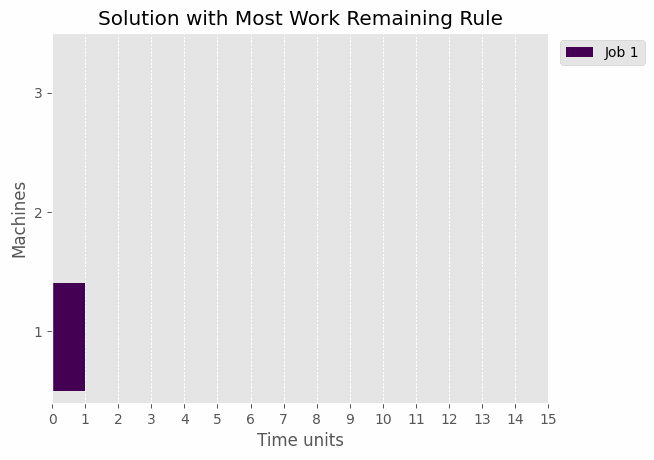 Solution with Most Work Remaining Rule
Job 1
3
2
1
Machines
0 1 2 3 4 5 6 7 8 9 10 11 12 13 14 15
Time units